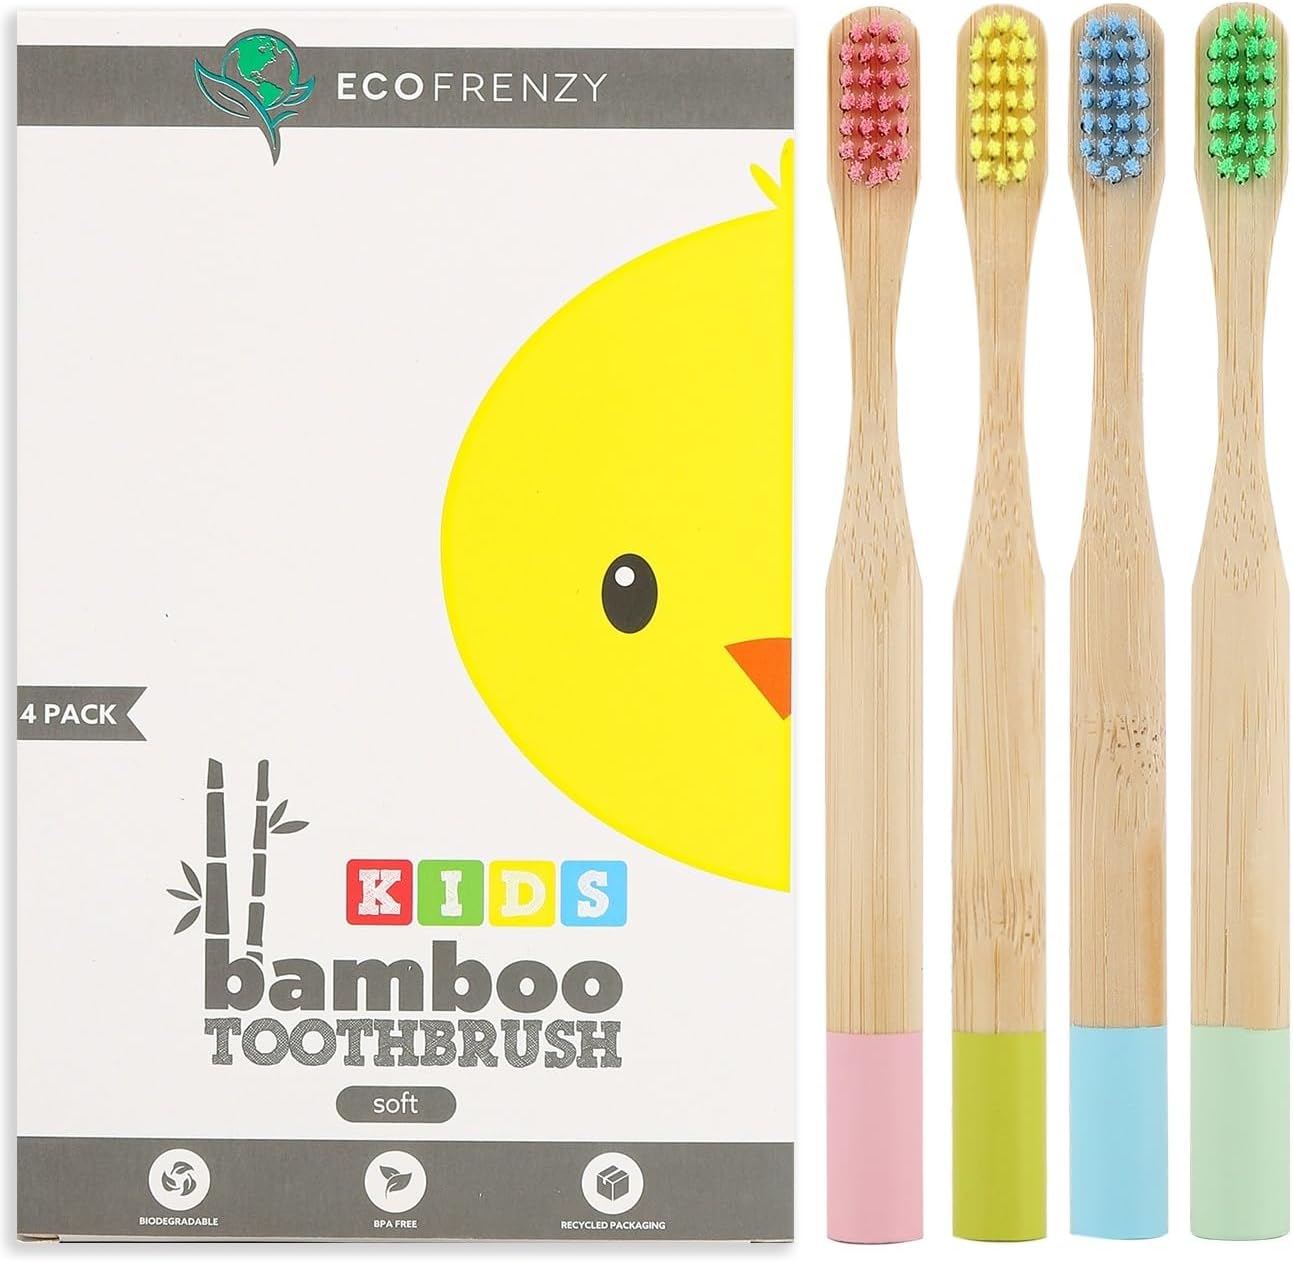 ECOFRENZY
4 PACK
KIDS
bamboo
TOOTHBRUSH
soft
BIODEGRADABLE
BPA FREE
RECYCLED PACKAGING